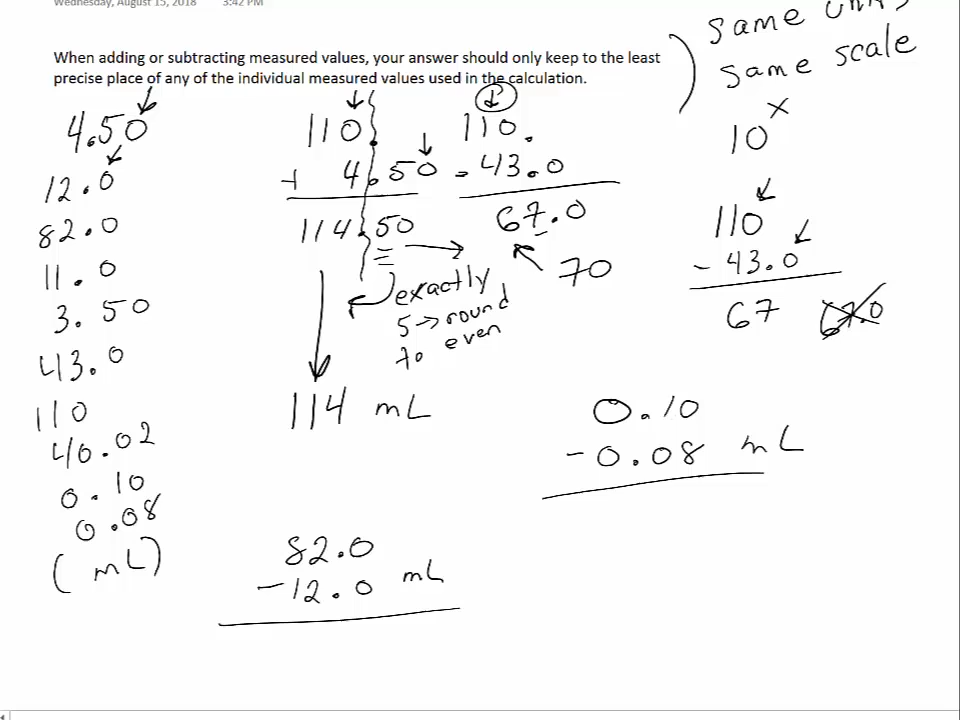 Wednesday, August 15, 2018 3:42 PM
same units
same scale
When adding or subtracting measured values, your answer should only keep to the least
precise place of any of the individual measured values used in the calculation.
10^x
4.50
12.0
82.0
11.0
3.50
43.0
110
40.02
0.10
0.08
(mL)
110.
+ 4.50
114.50
exactly
5 → round
to even
114 mL
110.
- 43.0
67.0
70
110
- 43.0
67 67.0
0.10
- 0.08 mL
82.0
- 12.0 mL